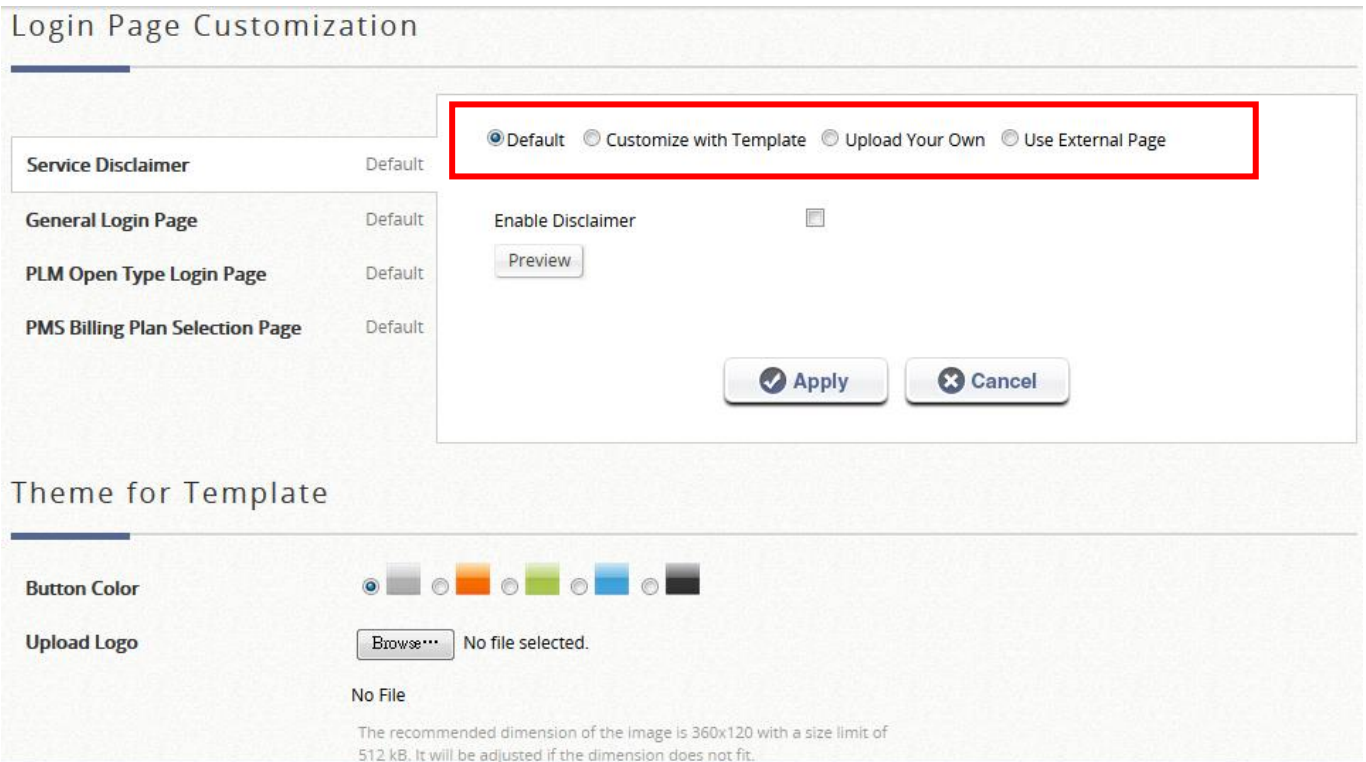 Login Page Customization
Default Customize with Template Upload Your Own Use External Page
Service Disclaimer Default
General Login Page Default
Enable Disclaimer
Preview
PLM Open Type Login Page Default
PMS Billing Plan Selection Page Default
Apply Cancel
Theme for Template
Button Color
Upload Logo Browse··· No file selected.
No File
The recommended dimension of the image is 360x120 with a size limit of
512 kB. It will be adjusted if the dimension does not fit.